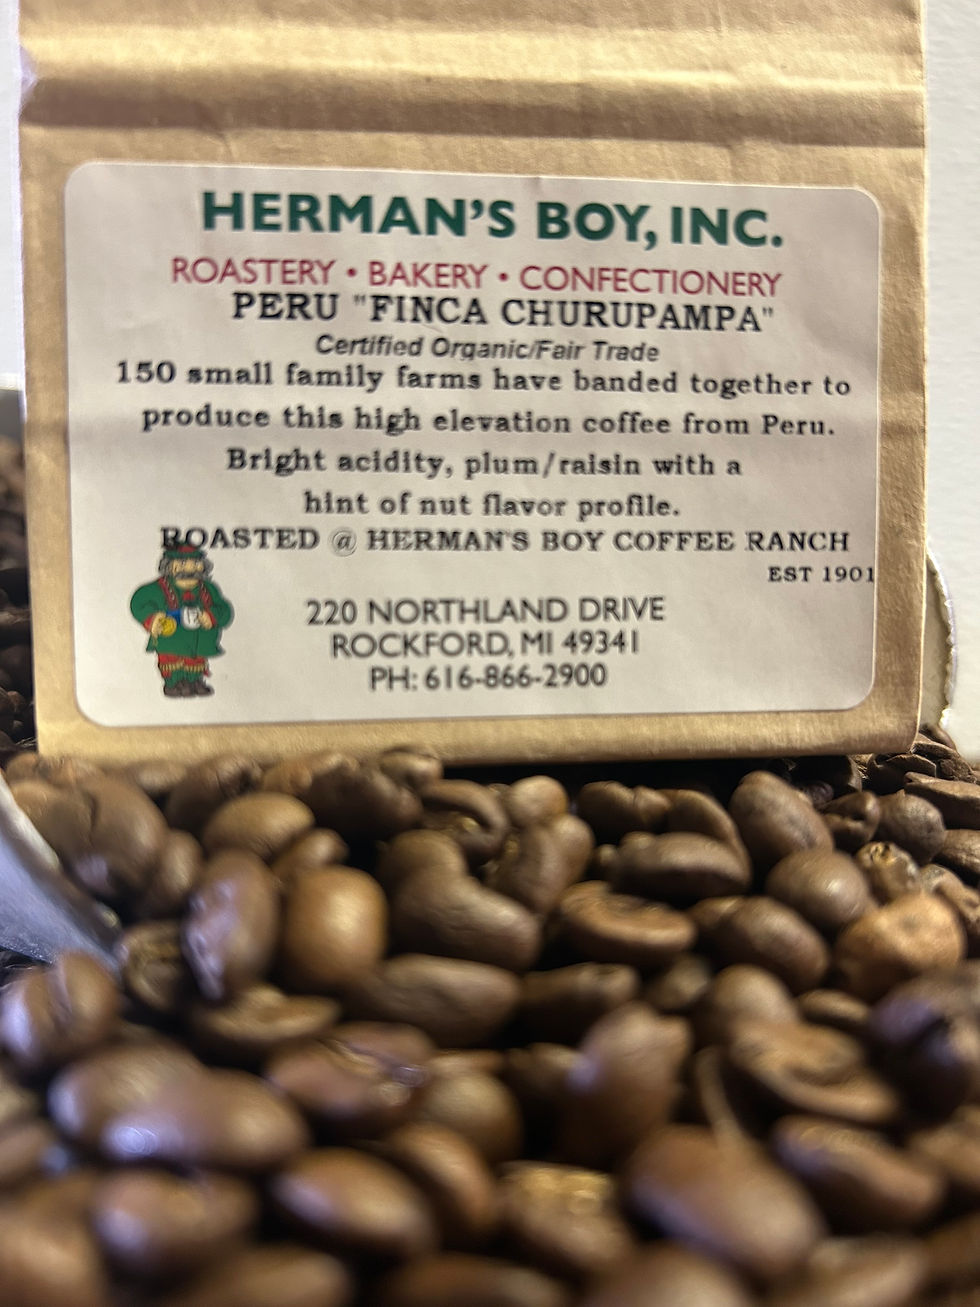 HERMAN'S BOY, INC.
ROASTERY • BAKERY • CONFECTIONERY
PERU "FINCA CHURUPAMPA"
Certified Organic/Fair Trade
150 small family farms have banded together to
produce this high elevation coffee from Peru.
Bright acidity, plum/raisin with a
hint of nut flavor profile.
ROASTED @ HERMAN'S BOY COFFEE RANCH
EST 1901
220 NORTHLAND DRIVE
ROCKFORD, MI 49341
PH: 616-866-2900